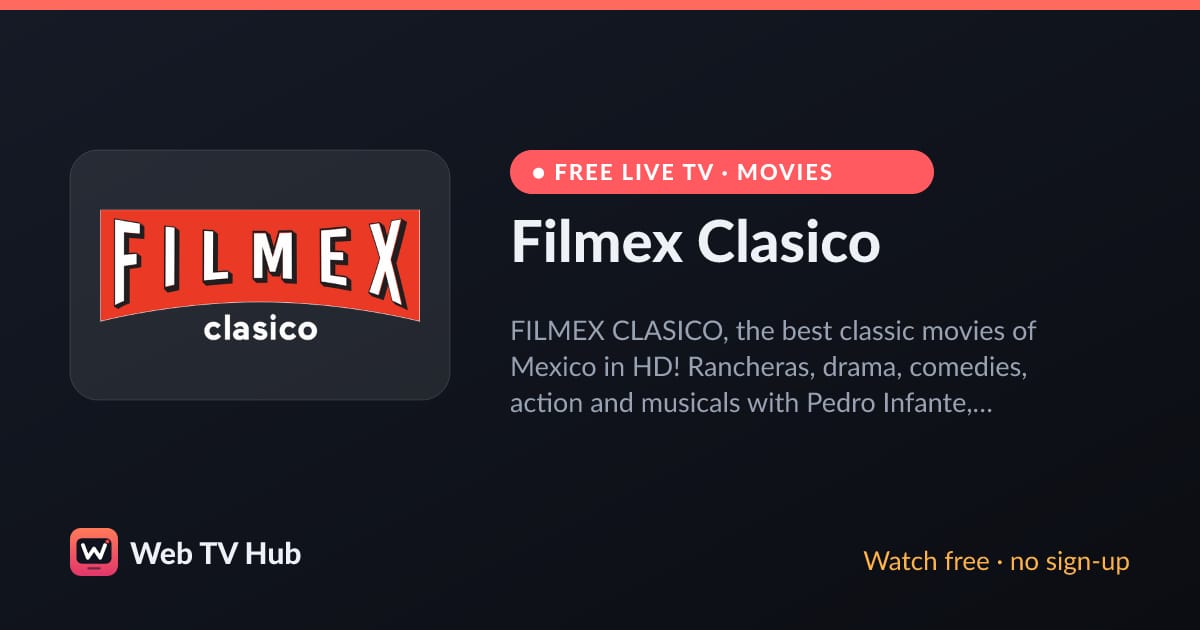 FILMEX
clasico
• FREE LIVE TV · MOVIES
Filmex Clasico
FILMEX CLASICO, the best classic movies of
Mexico in HD! Rancheras, drama, comedies,
action and musicals with Pedro Infante,...
W
Web TV Hub
Watch free · no sign-up